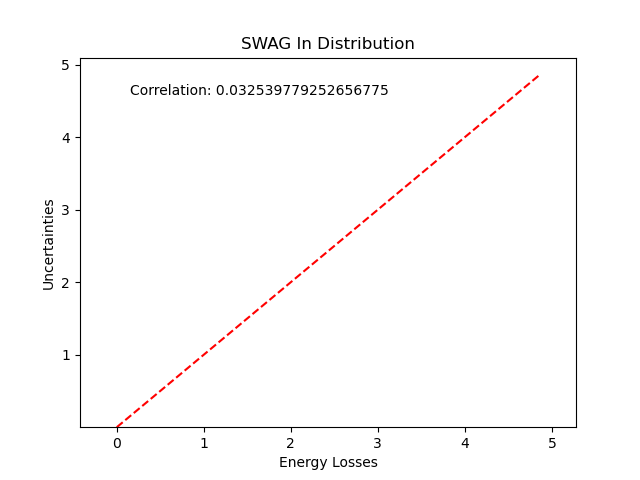 SWAG In Distribution
Correlation: 0.032539779252656775
5
4
3
2
1
Uncertainties
0 1 2 3 4 5
Energy Losses